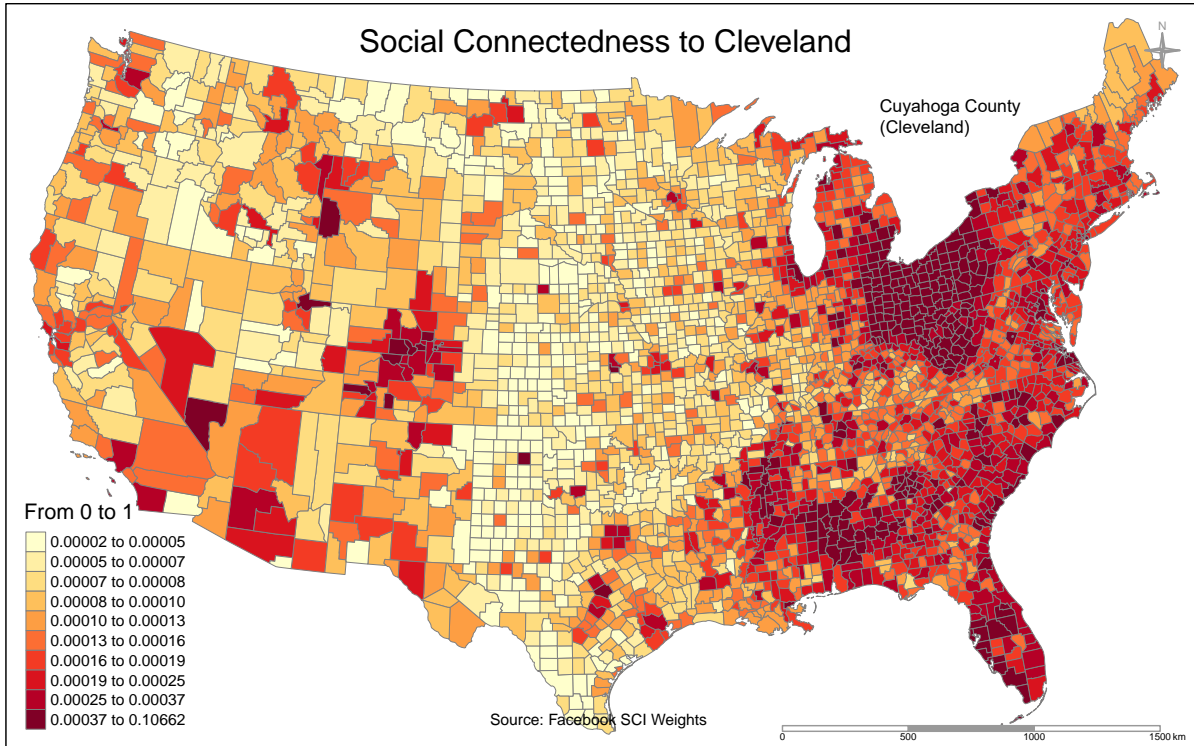 Social Connectedness to Cleveland
N
Cuyahoga County
(Cleveland)
From 0 to 1
0.00002 to 0.00005
0.00005 to 0.00007
0.00007 to 0.00008
0.00008 to 0.00010
0.00010 to 0.00013
0.00013 to 0.00016
0.00016 to 0.00019
0.00019 to 0.00025
0.00025 to 0.00037
0.00037 to 0.10662
Source: Facebook SCI Weights
0 500 1000 1500 km